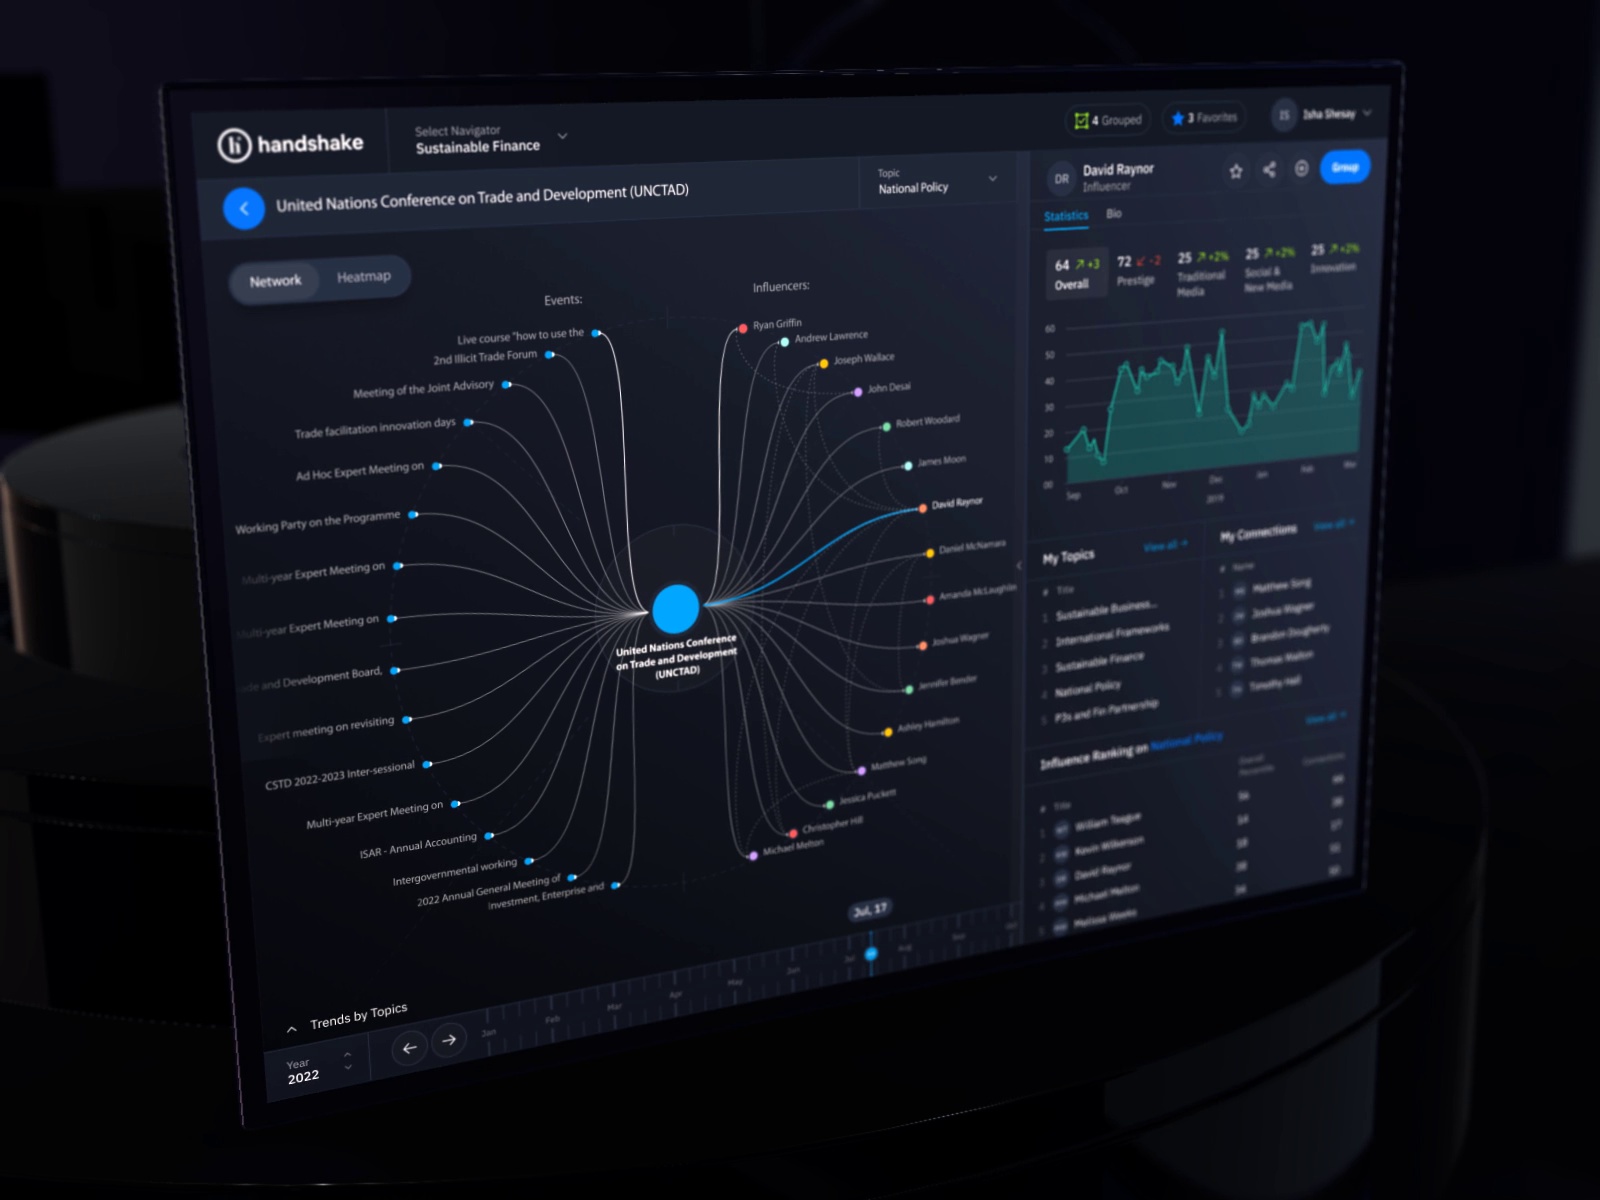 handshake
Select Navigator
Sustainable Finance
4 Grouped
3 Favorites
IS
Isha Shesay
United Nations Conference on Trade and Development (UNCTAD)
Topic
National Policy
DR
David Raynor
Influencer
Group
Statistics
Bio
Network
Heatmap
64 +3
Overall
72 -2
Prestige
25 +2%
Traditional
Media
25 +2%
Social &
New Media
25 +2%
Innovation
Events:
Live course "how to use the
2nd Illicit Trade Forum
Meeting of the Joint Advisory
Trade facilitation innovation days
Ad Hoc Expert Meeting on
Working Party on the Programme
Multi-year Expert Meeting on
Multi-year Expert Meeting on
and Development Board,
Expert meeting on revisiting
CSTD 2022-2023 Inter-sessional
Multi-year Expert Meeting on
ISAR - Annual Accounting
Intergovernmental working
2022 Annual General Meeting of
Investment, Enterprise and
Influencers:
Ryan Griffin
Andrew Lawrence
Joseph Wallace
John Desai
Robert Woodard
James Moon
David Raynor
Daniel McNamara
Amanda McLaughlin
Joshua Wagner
Jennifer Bender
Ashley Hamilton
Matthew Song
Jessica Puckett
Christopher Hill
Michael Melton
United Nations Conference
on Trade and Development
(UNCTAD)
60
50
40
30
20
10
00
Sep
Oct
Nov
Dec
Jan
Feb
Mar
2019
My Topics
View all
# Title
1 Sustainable Business...
2 International Frameworks
3 Sustainable Finance
4 National Policy
5 P3s and Fin Partnership
My Connections
View all
# Name
1 Matthew Song
2 Joshua Wagner
3 Brandon Dougherty
4 Thomas Walton
5 Timothy Hall
Influence Ranking on National Policy
View all
# Title
1 William Teague
2 Kevin Wilkerson
3 David Raynor
4 Michael Melton
5 Melissa Weeks
Jul, 17
Jan
Feb
Mar
Apr
May
Jun
Jul
Aug
Nov
Trends by Topics
Year
2022